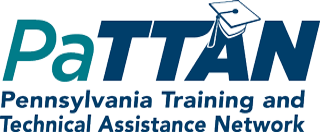 PaTTAN
Pennsylvania Training and
Technical Assistance Network